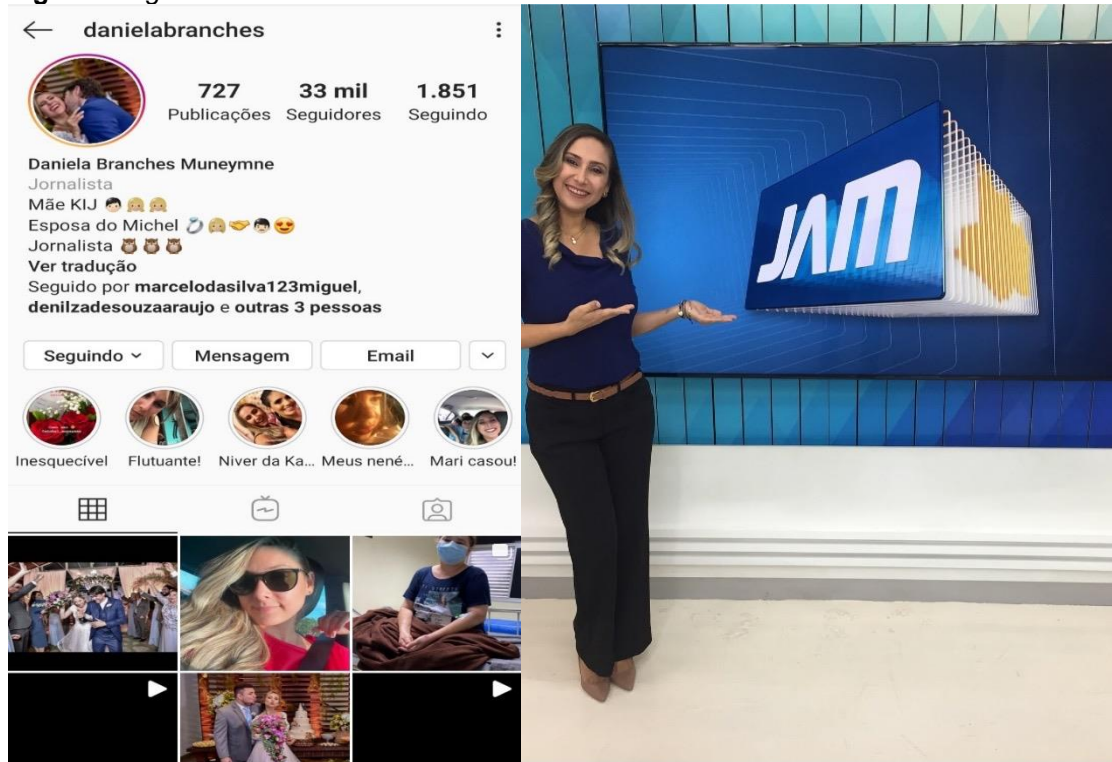 danielabranches
727
33 mil
1.851
Publicações
Seguidores
Seguindo
Daniela Branches Muneymne
Jornalista
Mãe KIJ
Esposa do Michel
Jornalista
Ver tradução
Seguido por marcelodasilva123miguel,
denilzadesouzaaraujo e outras 3 pessoas
Seguindo
Mensagem
Email
Inesquecível
Flutuante!
Niver da Ka...
Meus nené...
Mari casou!
JAM